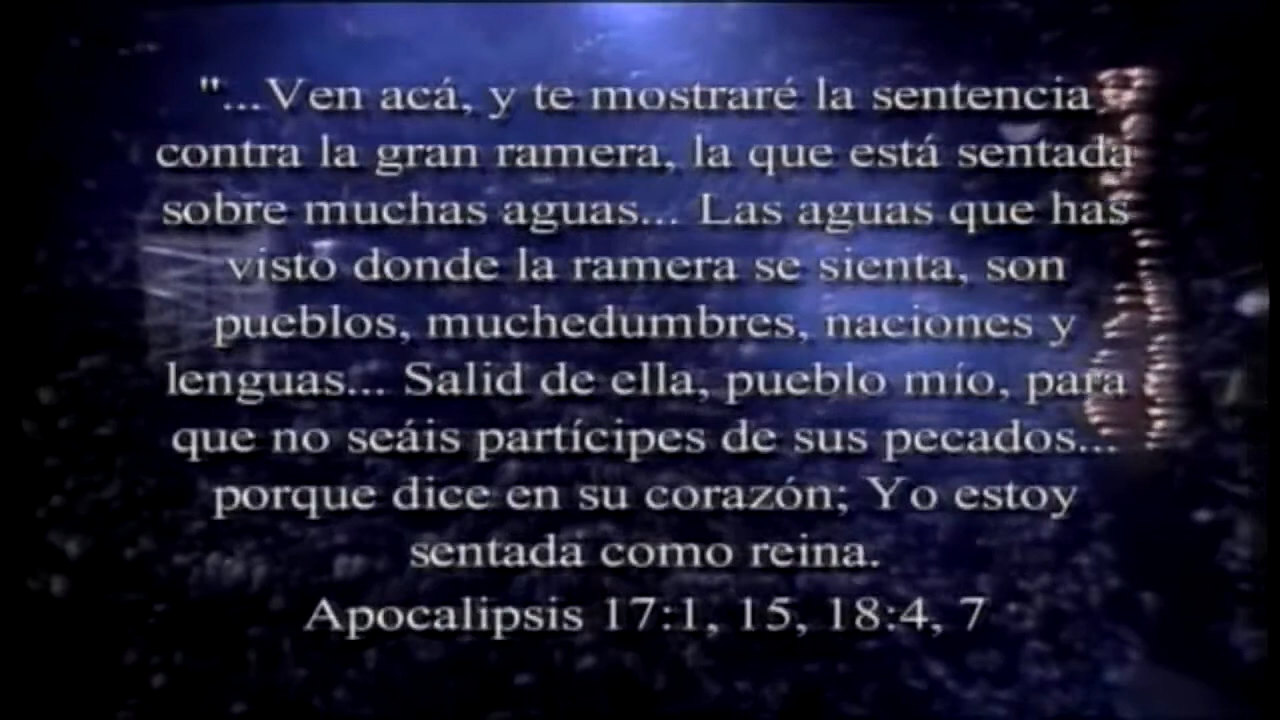 "...Ven acá, y te mostraré la sentencia
contra la gran ramera, la que está sentada
sobre muchas aguas... Las aguas que has
visto donde la ramera se sienta, son
pueblos, muchedumbres, naciones y
lenguas... Salid de ella, pueblo mío, para
que no seáis partícipes de sus pecados...
porque dice en su corazón; Yo estoy
sentada como reina.
Apocalipsis 17:1, 15, 18:4, 7